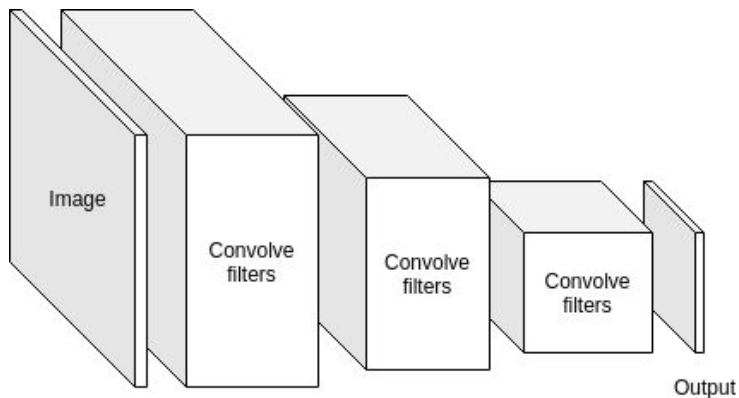 Image
Convolve
filters
Convolve
filters
Convolve
filters
Output